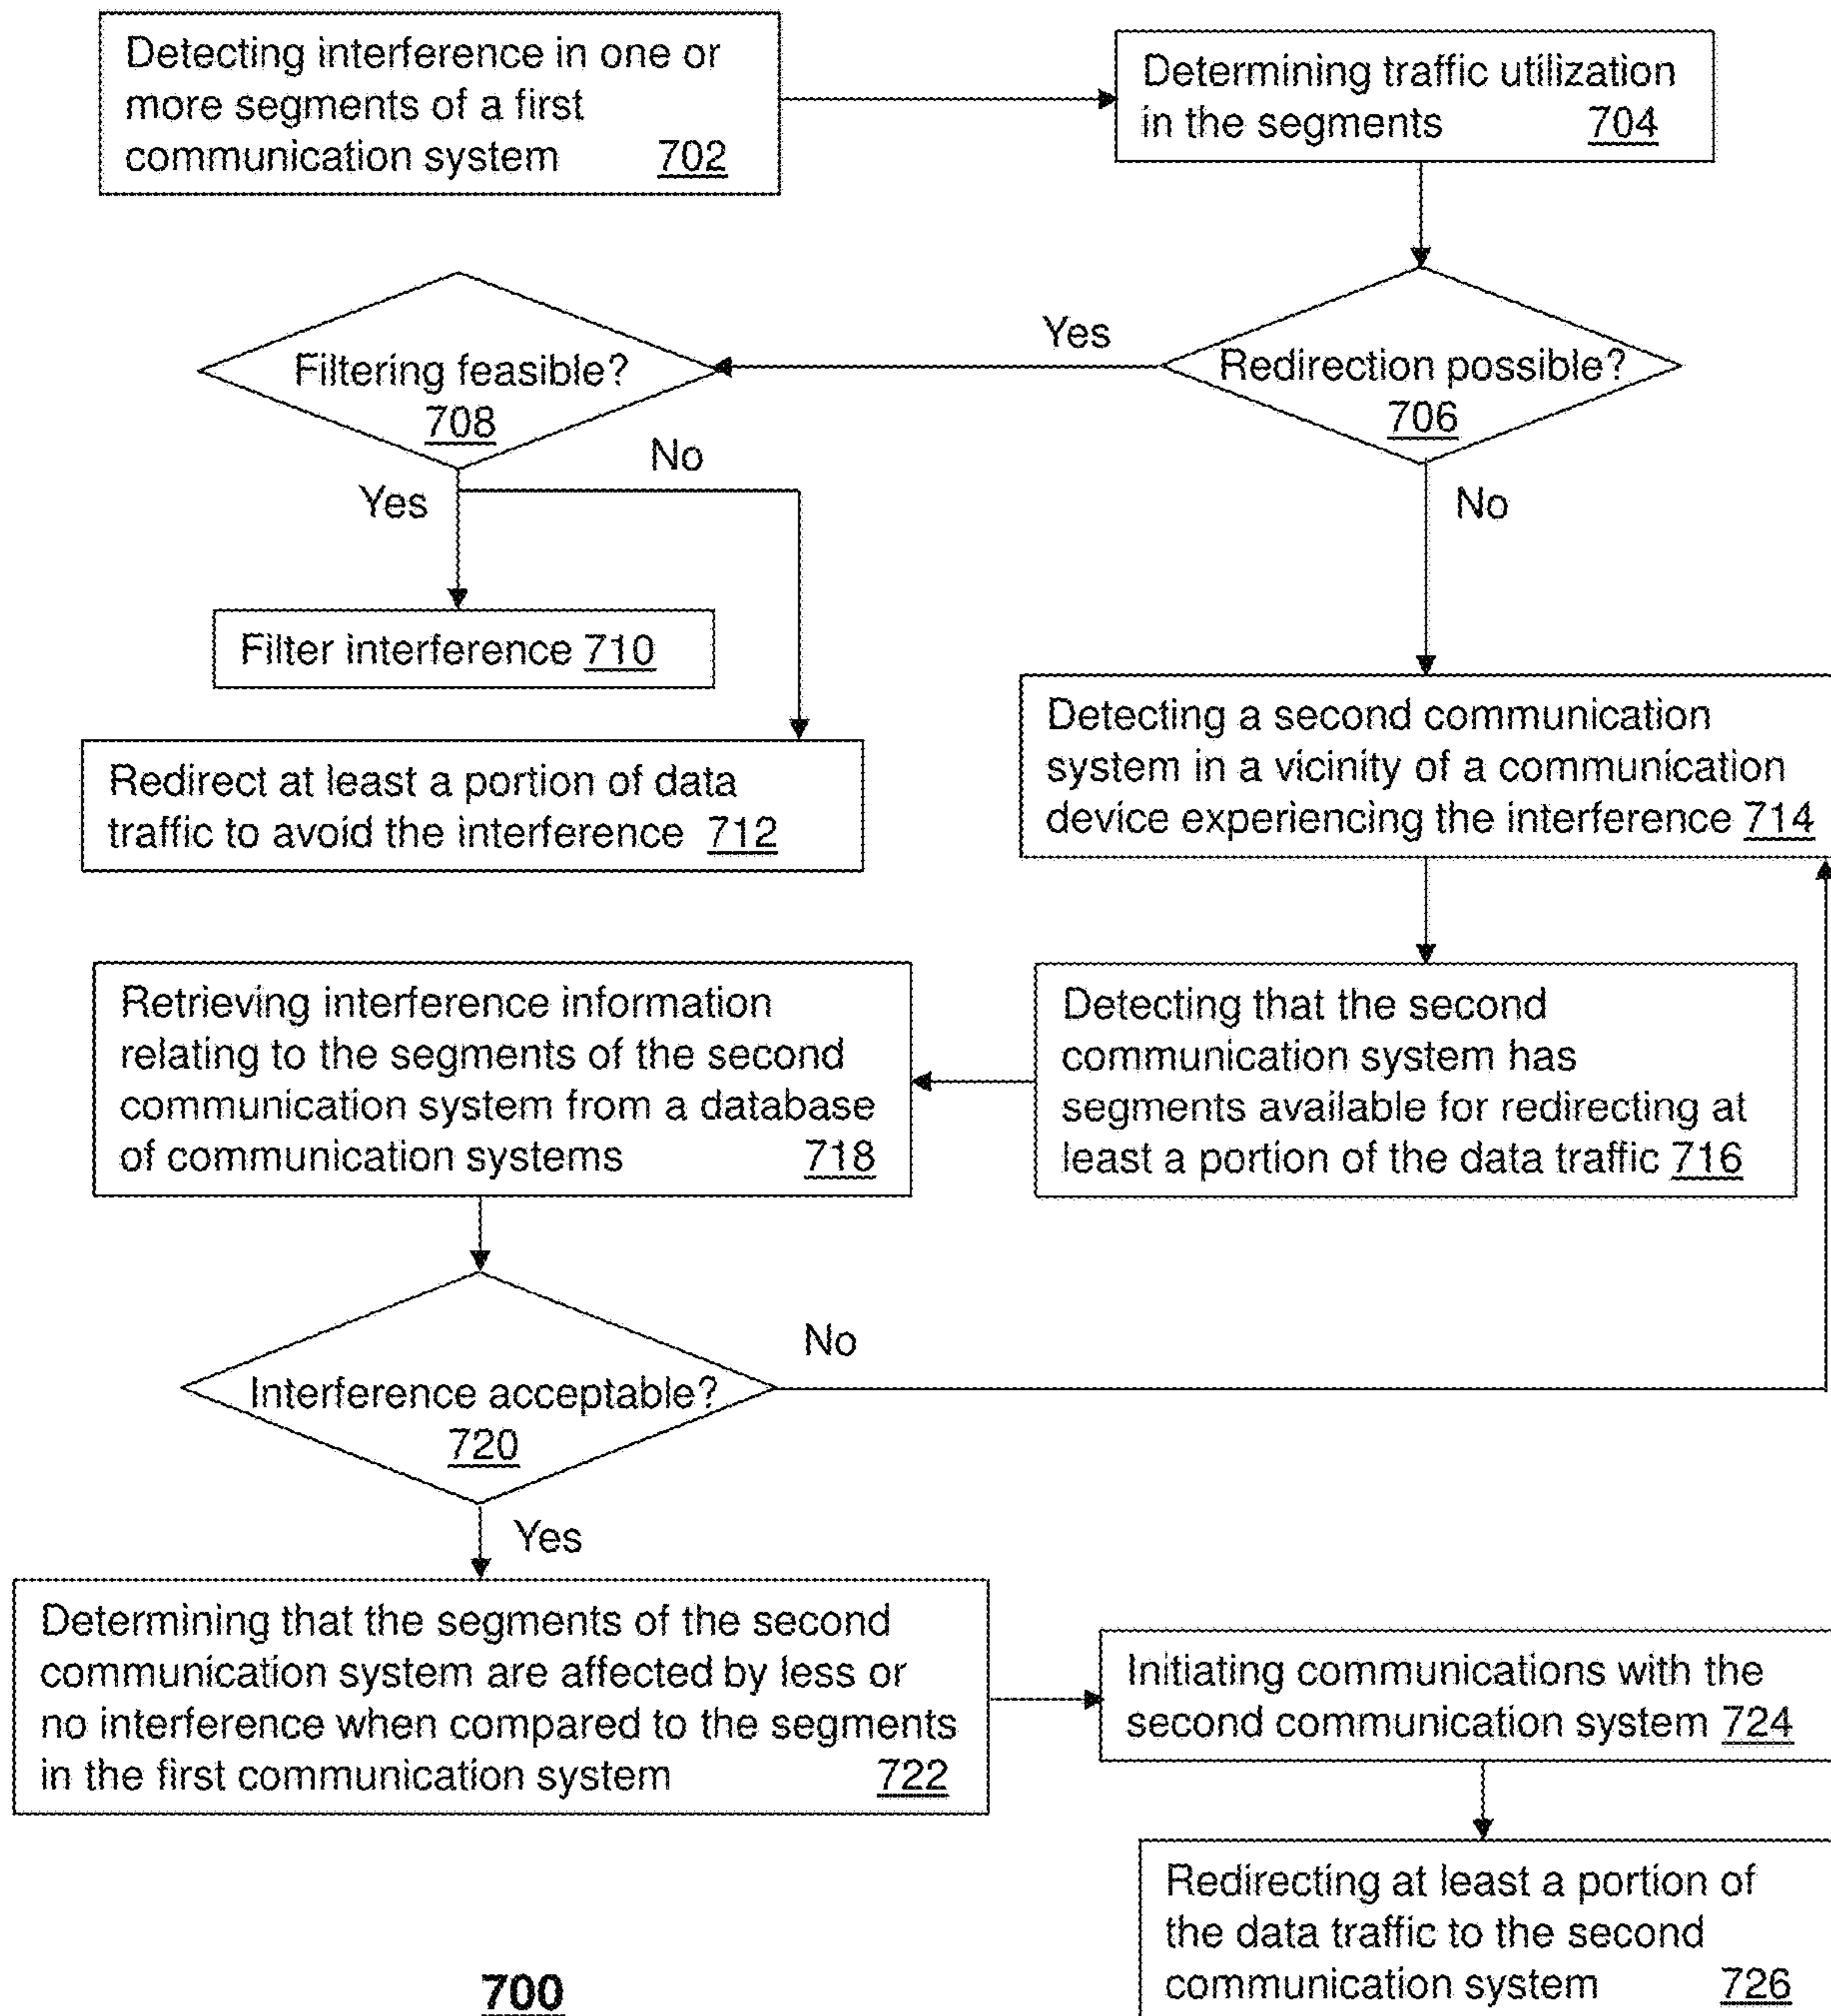 Detecting interference in one or
more segments of a first
communication system 702
Determining traffic utilization
in the segments 704
Redirection possible?
706
Yes
No
Filtering feasible?
708
Yes
No
Filter interference 710
Redirect at least a portion of data
traffic to avoid the interference 712
Detecting a second communication
system in a vicinity of a communication
device experiencing the interference 714
Detecting that the second
communication system has
segments available for redirecting at
least a portion of the data traffic 716
Retrieving interference information
relating to the segments of the second
communication system from a database
of communication systems 718
Interference acceptable?
720
No
Yes
Determining that the segments of the second
communication system are affected by less or
no interference when compared to the segments
in the first communication system 722
Initiating communications with the
second communication system 724
Redirecting at least a portion of
the data traffic to the second
communication system 726
700